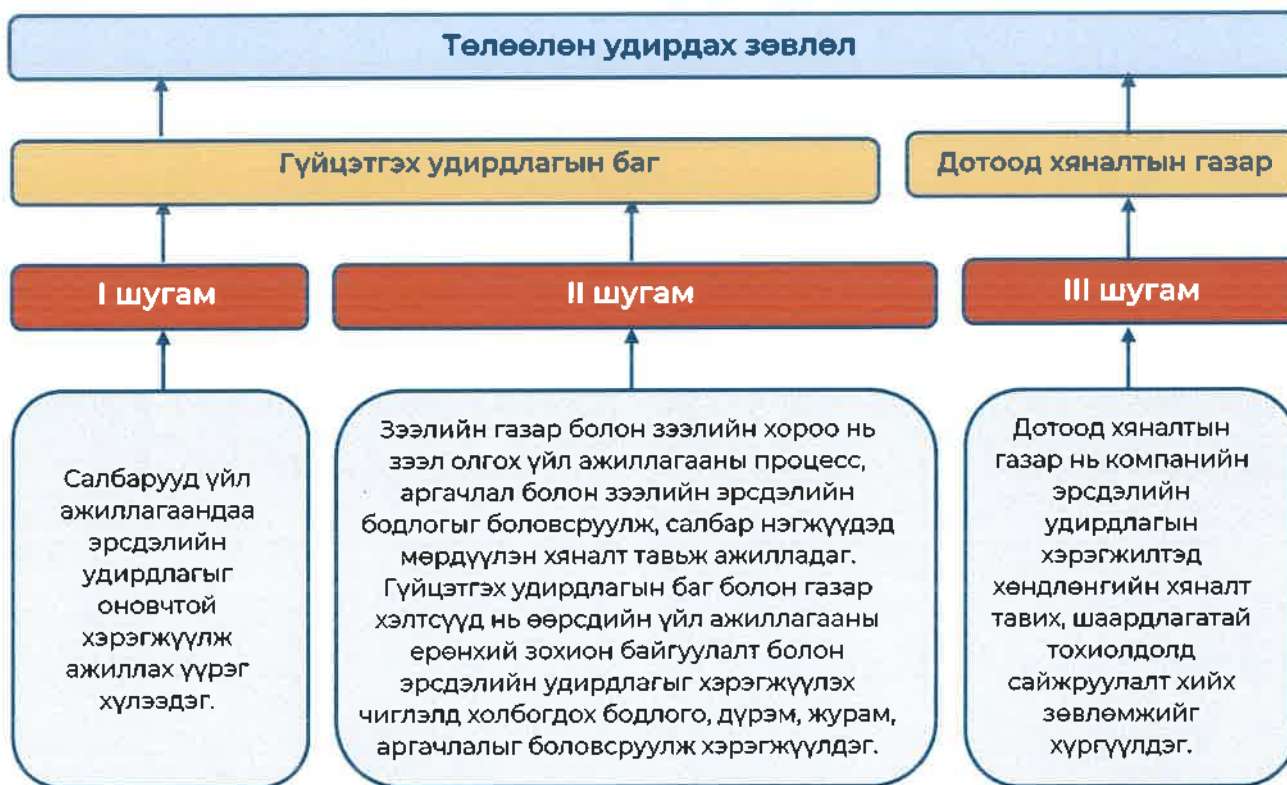 Төлөөлөн удирдах зөвлөл
Гүйцэтгэх удирдлагын баг
Дотоод хяналтын газар
I шугам
II шугам
III шугам
Салбарууд үйл
ажиллагаандаа
эрсдэлийн
удирдлагыг
оновчтой
хэрэгжүүлж
ажиллах үүрэг
хүлээдэг.
Зээлийн газар болон зээлийн хороо нь
зээл олгох үйл ажиллагааны процесс,
аргачлал болон зээлийн эрсдэлийн
бодлогыг боловсруулж, салбар нэгжүүдэд
мөрдүүлэн хяналт тавьж ажилладаг.
Гүйцэтгэх удирдлагын баг болон газар
хэлтсүүд нь өөрсдийн үйл ажиллагааны
ерөнхий зохион байгуулалт болон
эрсдэлийн удирдлагыг хэрэгжүүлэх
чиглэлд холбогдох бодлого, дүрэм, журам,
аргачлалыг боловсруулж хэрэгжүүлдэг.
Дотоод хяналтын
газар нь компанийн
эрсдэлийн
удирдлагын
хэрэгжилтэд
хөндлөнгийн хяналт
тавих, шаардлагатай
тохиолдолд
сайжруулалт хийх
зөвлөмжийг
хүргүүлдэг.